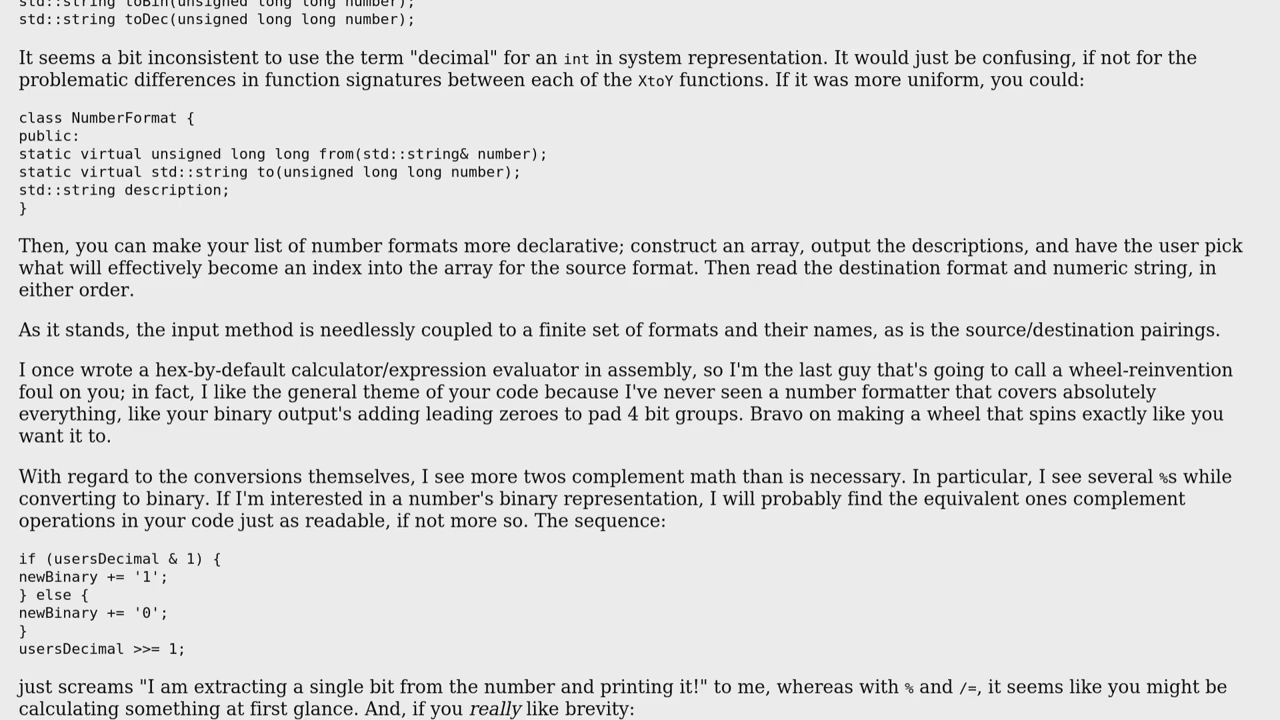 std::string toBin(unsigned long long number);
std::string toDec(unsigned long long number);
It seems a bit inconsistent to use the term "decimal" for an int in system representation. It would just be confusing, if not for the
problematic differences in function signatures between each of the XtoY functions. If it was more uniform, you could:
class NumberFormat {
public:
static virtual unsigned long long from(std::string& number);
static virtual std::string to(unsigned long long number);
std::string description;
}
Then, you can make your list of number formats more declarative; construct an array, output the descriptions, and have the user pick
what will effectively become an index into the array for the source format. Then read the destination format and numeric string, in
either order.
As it stands, the input method is needlessly coupled to a finite set of formats and their names, as is the source/destination pairings.
I once wrote a hex-by-default calculator/expression evaluator in assembly, so I'm the last guy that's going to call a wheel-reinvention
foul on you; in fact, I like the general theme of your code because I've never seen a number formatter that covers absolutely
everything, like your binary output's adding leading zeroes to pad 4 bit groups. Bravo on making a wheel that spins exactly like you
want it to.
With regard to the conversions themselves, I see more twos complement math than is necessary. In particular, I see several %s while
converting to binary. If I'm interested in a number's binary representation, I will probably find the equivalent ones complement
operations in your code just as readable, if not more so. The sequence:
if (usersDecimal & 1) {
newBinary += '1';
} else {
newBinary += '0';
}
usersDecimal >>= 1;
just screams "I am extracting a single bit from the number and printing it!" to me, whereas with % and /=, it seems like you might be
calculating something at first glance. And, if you really like brevity: